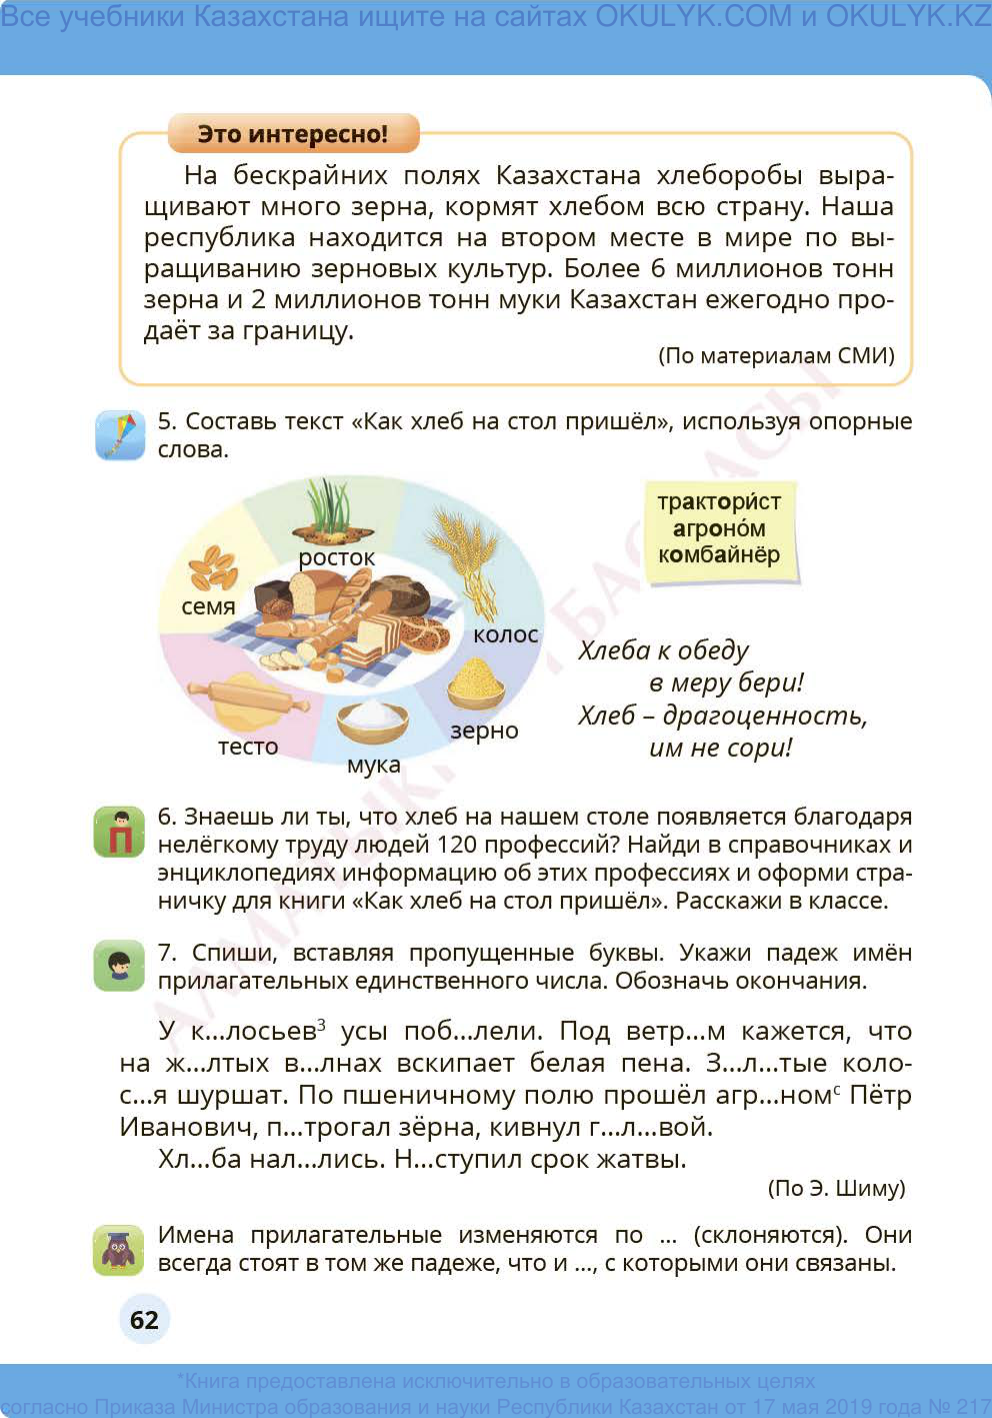 Все учебники Казахстана ищите на сайтах OKULYK.COM и OKULYK.KZ
Это интересно!
На бескрайних полях Казахстана хлеборобы выра-
щивают много зерна, кормят хлебом всю страну. Наша
республика находится на втором месте в мире по вы-
ращиванию зерновых культур. Более 6 миллионов тонн
зерна и 2 миллионов тонн муки Казахстан ежегодно про-
даёт за границу.
(По материалам СМИ)
5. Составь текст «Как хлеб на стол пришёл», используя опорные
слова.
росток
семя
колос
зерно
мука
тесто
трактори́ст
агроно́м
комбайнёр
Хлеба к обеду
в меру бери!
Хлеб – драгоценность,
им не сори!
6. Знаешь ли ты, что хлеб на нашем столе появляется благодаря
нелёгкому труду людей 120 профессий? Найди в справочниках и
энциклопедиях информацию об этих профессиях и оформи стра-
ничку для книги «Как хлеб на стол пришёл». Расскажи в классе.
7. Спиши, вставляя пропущенные буквы. Укажи падеж имён
прилагательных единственного числа. Обозначь окончания.
У к...лосьев³ усы поб...лели. Под ветр...м кажется, что
на ж...лтых в...лнах вскипает белая пена. З...л...тые коло-
с...я шуршат. По пшеничному полю прошёл агр...номᶜ Пётр
Иванович, п...трогал зёрна, кивнул г...л...вой.
Хл...ба нал...лись. Н...ступил срок жатвы.
(По Э. Шиму)
Имена прилагательные изменяются по ... (склоняются). Они
всегда стоят в том же падеже, что и ..., с которыми они связаны.
62
*Книга предоставлена исключительно в образовательных целях
согласно Приказа Министра образования и науки Республики Казахстан от 17 мая 2019 года № 217